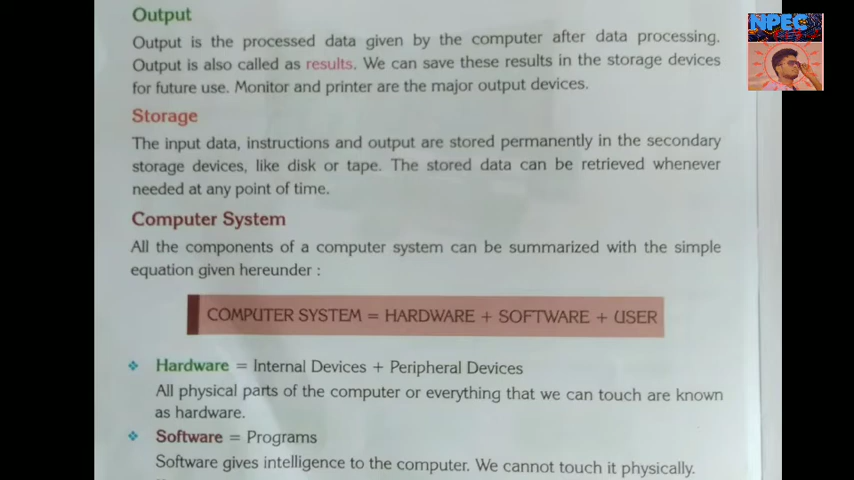 NPEC
Output
Output is the processed data given by the computer after data processing.
Output is also called as results. We can save these results in the storage devices
for future use. Monitor and printer are the major output devices.
Storage
The input data, instructions and output are stored permanently in the secondary
storage devices, like disk or tape. The stored data can be retrieved whenever
needed at any point of time.
Computer System
All the components of a computer system can be summarized with the simple
equation given hereunder :
COMPUTER SYSTEM = HARDWARE + SOFTWARE + USER
❖ Hardware = Internal Devices + Peripheral Devices
All physical parts of the computer or everything that we can touch are known
as hardware.
❖ Software = Programs
Software gives intelligence to the computer. We cannot touch it physically.